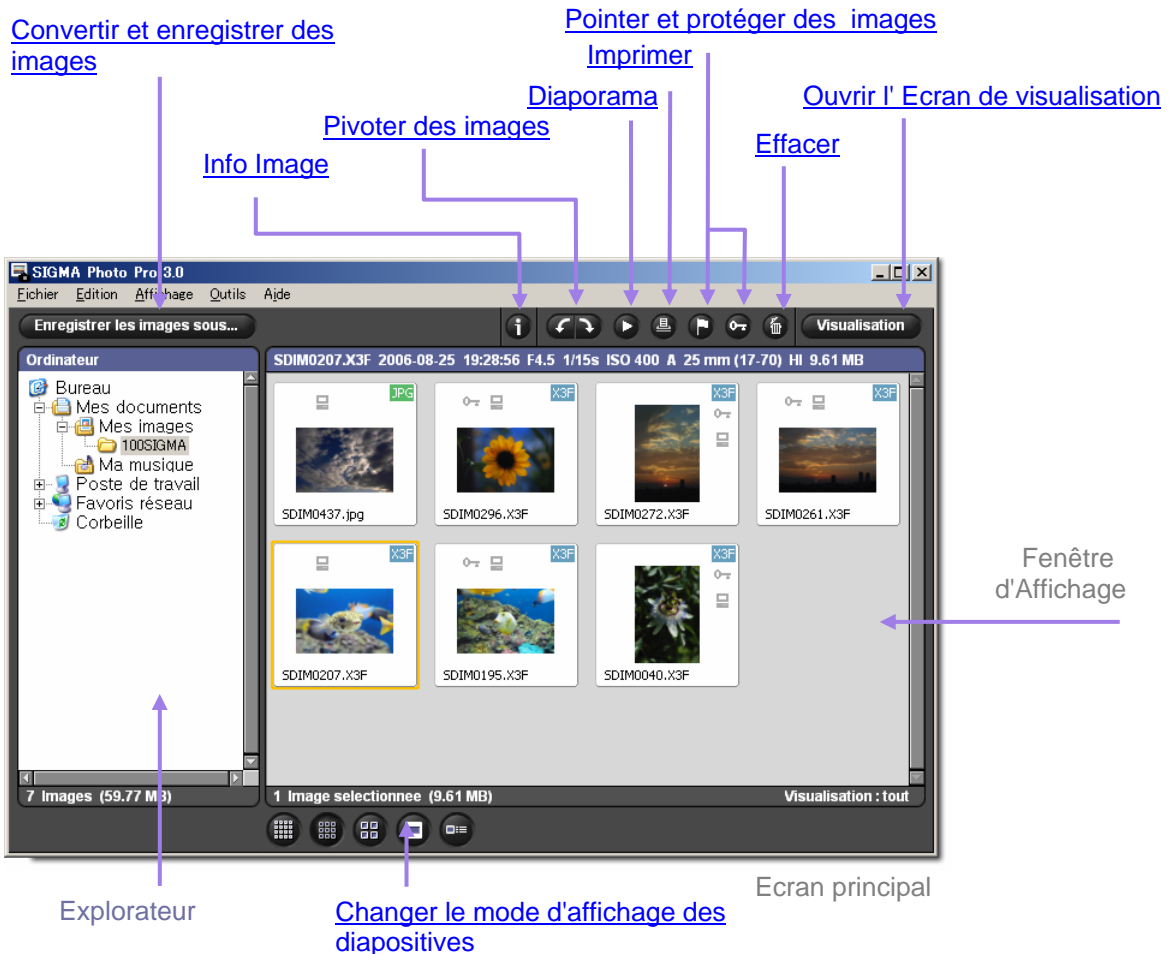 Pointer et protéger des  images
Convertir et enregistrer des
images
Imprimer
Diaporama
Ouvrir l' Ecran de visualisation
Pivoter des images
Effacer
Info Image
SIGMA Photo Pro 3.0
Fichier Edition Affichage Outils Ajde
Enregistrer les images sous...
Visualisation
Ordinateur
SDIM0207.X3F 2006-08-25 19:28:56 F4.5 1/15s ISO 400 A 25 mm (17-70) HI 9.61 MB
Bureau
Mes documents
Mes images
100SIGMA
Ma musique
Poste de travail
Favoris réseau
Corbeille
JPG
X3F
X3F
X3F
SDIM0437.jpg
SDIM0296.X3F
SDIM0272.X3F
SDIM0261.X3F
X3F
X3F
X3F
SDIM0207.X3F
SDIM0195.X3F
SDIM0040.X3F
Fenêtre
d'Affichage
7 Images (59.77 MB)
1 Image selectionnee (9.61 MB)
Visualisation : tout
Ecran principal
Explorateur
Changer le mode d'affichage des
diapositives